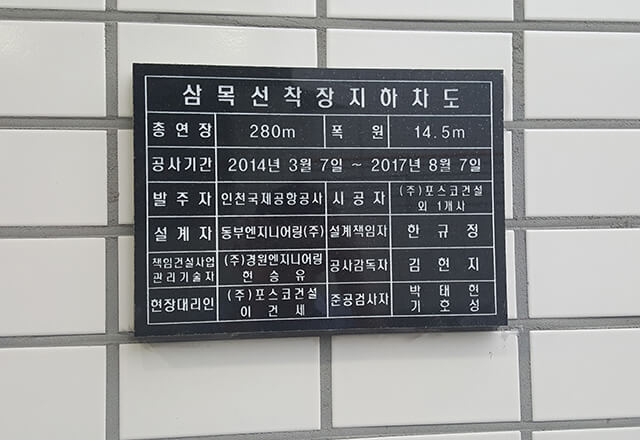 삼목선착장지하차도
총연장 280m 폭원 14.5m
공사기간 2014년 3월 7일 ~ 2017년 8월 7일
발주자 인천국제공항공사 시공자 (주)포스코건설
외 1개사
설계자 동부엔지니어링(주) 설계책임자 한규정
책임건설사업
관리기술자 (주)경원엔지니어링
현승유 공사감독자 김현지
현장대리인 (주)포스코건설
이건세 준공검사자 박태현
기호성